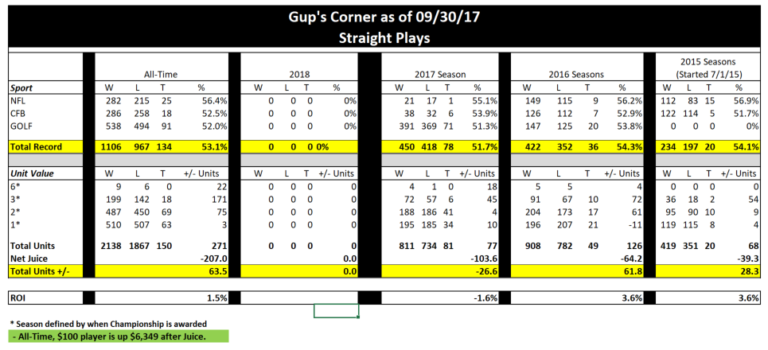 Gup's Corner as of 09/30/17
Straight Plays
All-Time 2018 2017 Season 2016 Seasons 2015 Seasons (Started 7/1/15)
Sport W L T % W L T % W L T % W L T % W L T %
NFL 282 215 25 56.4% 0 0 0 0% 21 17 1 55.1% 149 115 9 56.2% 112 83 15 56.9%
CFB 286 258 18 52.5% 0 0 0 0% 38 32 6 53.9% 126 112 7 52.9% 122 114 5 51.7%
GOLF 538 494 91 52.0% 0 0 0 0% 391 369 71 51.3% 147 125 20 53.8% 0 0 0 0%
Total Record 1106 967 134 53.1% 0 0 0 0% 450 418 78 51.7% 422 352 36 54.3% 234 197 20 54.1%
Unit Value W L T +/- Units W L T +/- Units W L T +/- Units W L T +/- Units W L T +/- Units
6* 9 6 0 22 0 0 0 0 4 1 0 18 5 5 4 0 0 0 0
3* 199 142 18 171 0 0 0 0 72 57 6 45 91 67 10 72 36 18 2 54
2* 487 450 69 75 0 0 0 0 188 186 41 4 204 173 17 61 95 90 10 9
1* 510 507 63 3 0 0 0 0 195 185 34 10 196 207 21 -11 119 115 8 4
Total Units 2138 1867 150 271 0 0 0 0 811 734 81 77 908 782 49 126 419 351 20 68
Net Juice -207.0 0.0 -103.6 -64.2 -39.3
Total Units +/- 63.5 0.0 -26.6 61.8 28.3
ROI 1.5% -1.6% 3.6% 3.6%
* Season defined by when Championship is awarded
- All-Time, $100 player is up $6,349 after Juice.